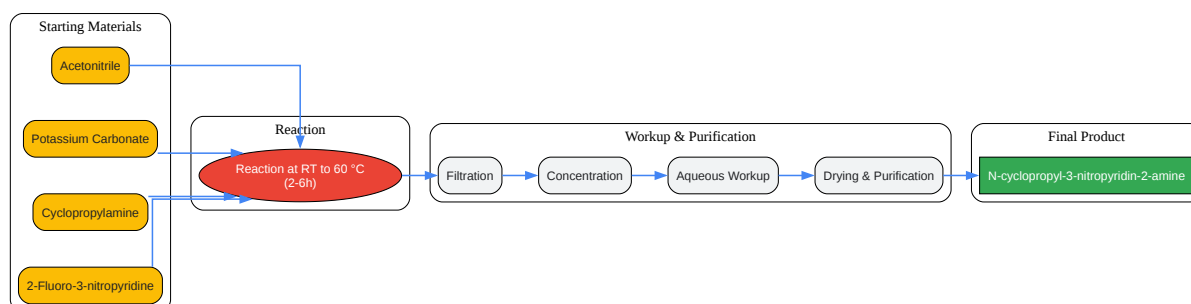 Starting Materials
Acetonitrile
Potassium Carbonate
Cyclopropylamine
2-Fluoro-3-nitropyridine
Reaction
Reaction at RT to 60 °C
(2-6h)
Workup & Purification
Filtration
Concentration
Aqueous Workup
Drying & Purification
Final Product
N-cyclopropyl-3-nitropyridin-2-amine